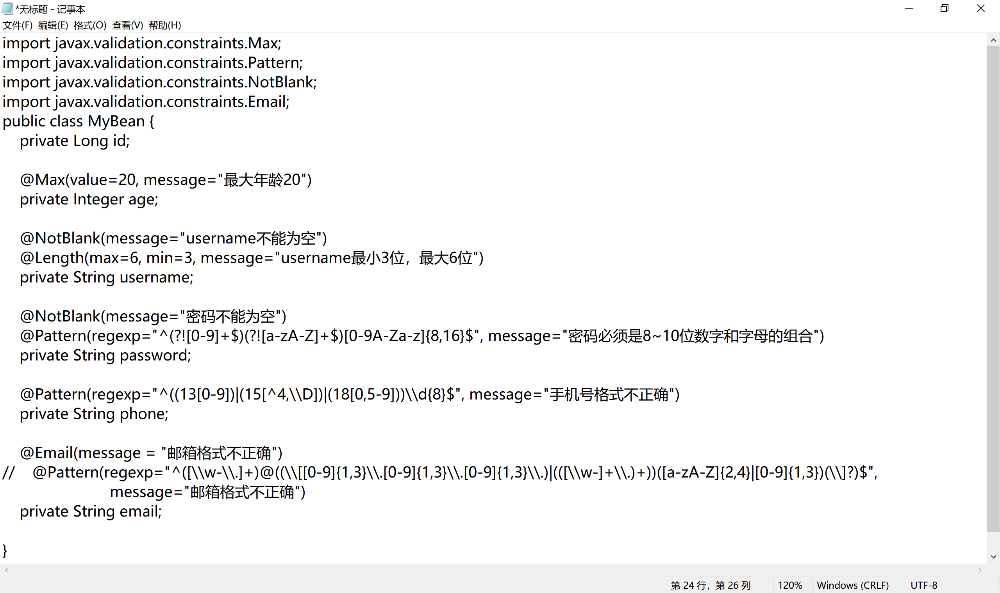 *无标题 - 记事本
文件(F) 编辑(E) 格式(O) 查看(V) 帮助(H)
import javax.validation.constraints.Max;
import javax.validation.constraints.Pattern;
import javax.validation.constraints.NotBlank;
import javax.validation.constraints.Email;
public class MyBean {
    private Long id;
    @Max(value=20, message="最大年龄20")
    private Integer age;
    @NotBlank(message="username不能为空")
    @Length(max=6, min=3, message="username最小3位，最大6位")
    private String username;
    @NotBlank(message="密码不能为空")
    @Pattern(regexp="^(?![0-9]+$)(?![a-zA-Z]+$)[0-9A-Za-z]{8,16}$", message="密码必须是8~10位数字和字母的组合")
    private String password;
    @Pattern(regexp="^((13[0-9])|(15[^4,\\D])|(18[0,5-9]))\\d{8}$", message="手机号格式不正确")
    private String phone;
    @Email(message = "邮箱格式不正确")
//    @Pattern(regexp="^([\\w-\\.]+)@((\\[[0-9]{1,3}\\.[0-9]{1,3}\\.[0-9]{1,3}\\.)|(([\\w-]+\\.)+))([a-zA-Z]{2,4}|[0-9]{1,3})(\\]?)$",
                    message="邮箱格式不正确")
    private String email;
}
第 24 行，第 26 列 120% Windows (CRLF) UTF-8